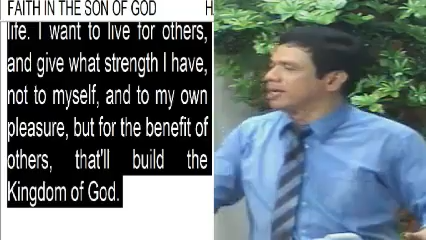 FAITH IN THE SON OF GOD H
life. I want to live for others,
and give what strength I have,
not to myself, and to my own
pleasure, but for the benefit of
others, that'll build the
Kingdom of God.